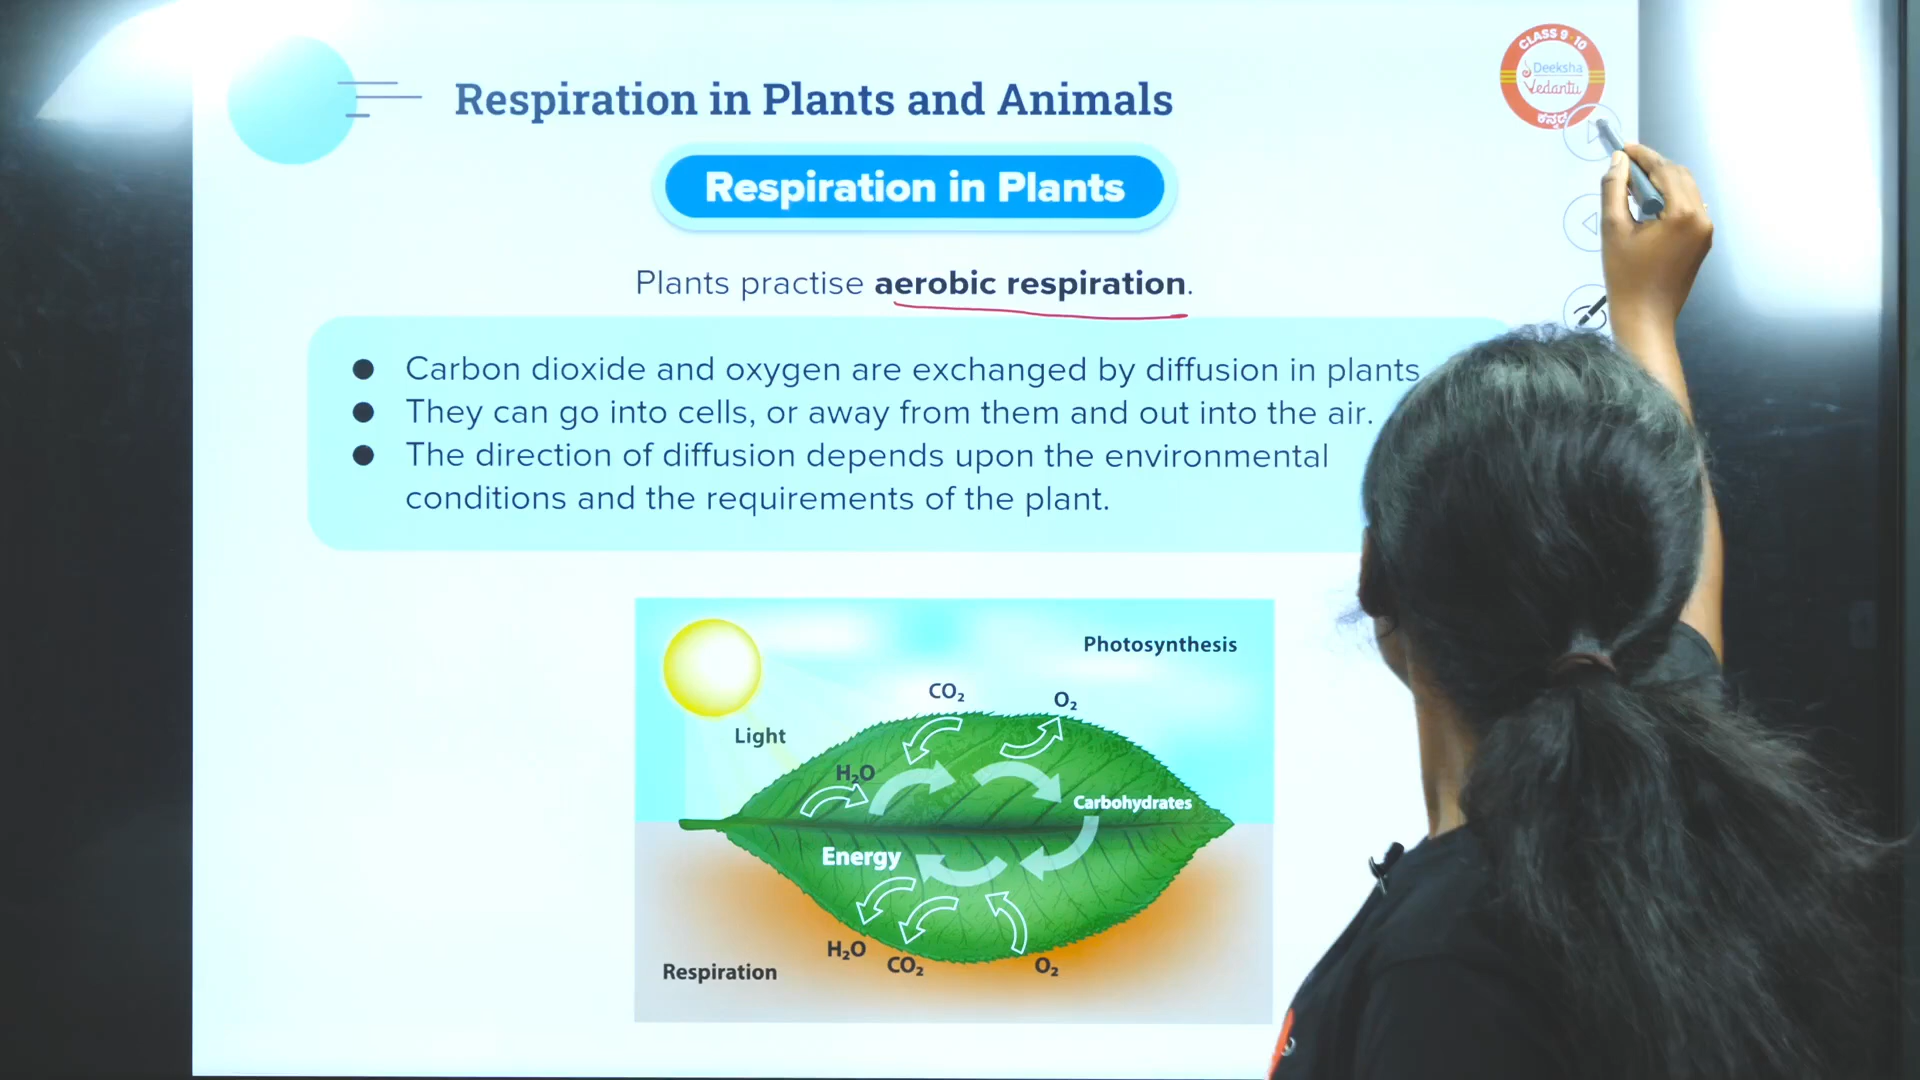 CLASS 9-10
Deeksha
Vedantu
ಕನ್ನಡ
Respiration in Plants and Animals
Respiration in Plants
Plants practise aerobic respiration.
● Carbon dioxide and oxygen are exchanged by diffusion in plants
● They can go into cells, or away from them and out into the air.
● The direction of diffusion depends upon the environmental
conditions and the requirements of the plant.
Photosynthesis
CO₂
O₂
Light
H₂O
Carbohydrates
Energy
H₂O
CO₂
O₂
Respiration